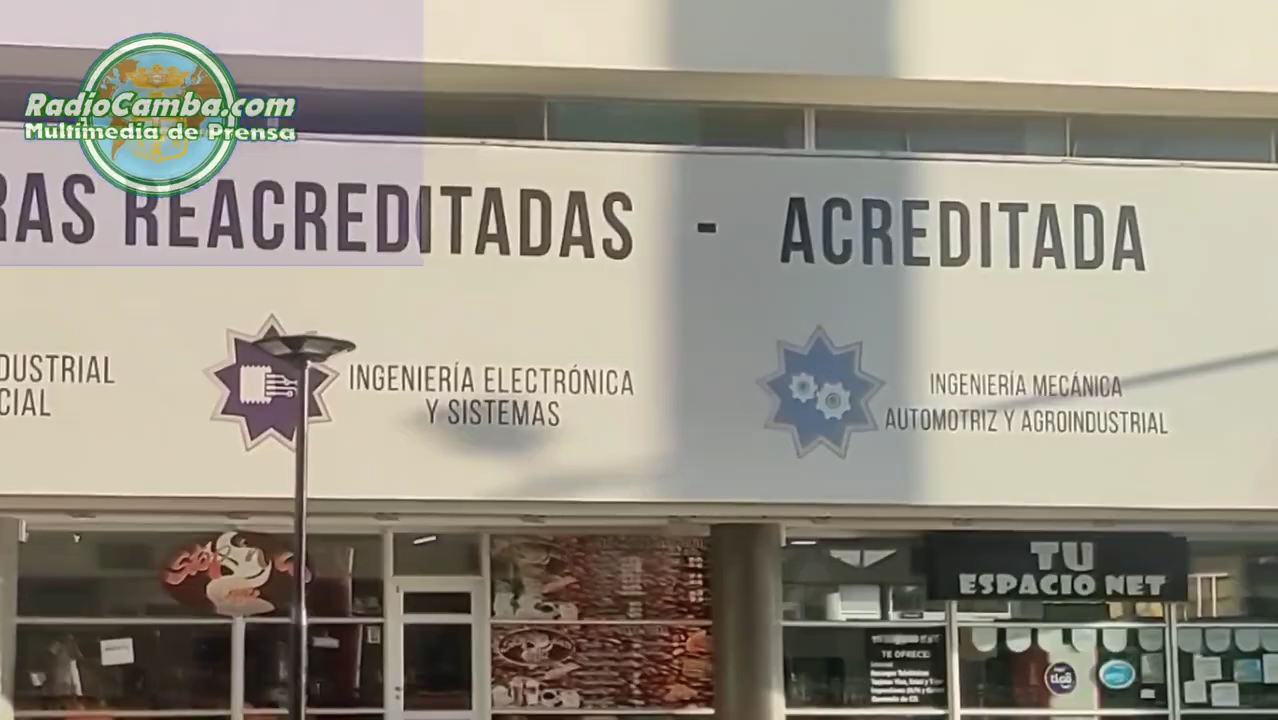 RadioCamba.com
Multimedia de Prensa
RAS REACREDITADAS - ACREDITADA
DUSTRIAL
CIAL
INGENIERÍA ELECTRÓNICA
Y SISTEMAS
INGENIERÍA MECÁNICA
AUTOMOTRIZ Y AGROINDUSTRIAL
TU
ESPACIO NET
TE OFRECE:
tigo